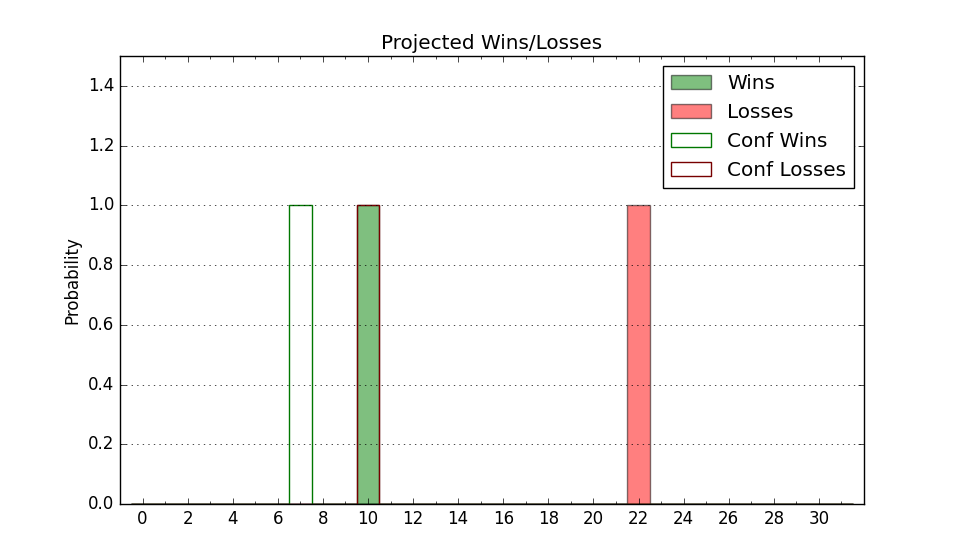 Projected Wins/Losses
1.4
1.2
1.0
0.8
0.6
0.4
0.2
0.0
Probability
Wins
Losses
Conf Wins
Conf Losses
0 2 4 6 8 10 12 14 16 18 20 22 24 26 28 30